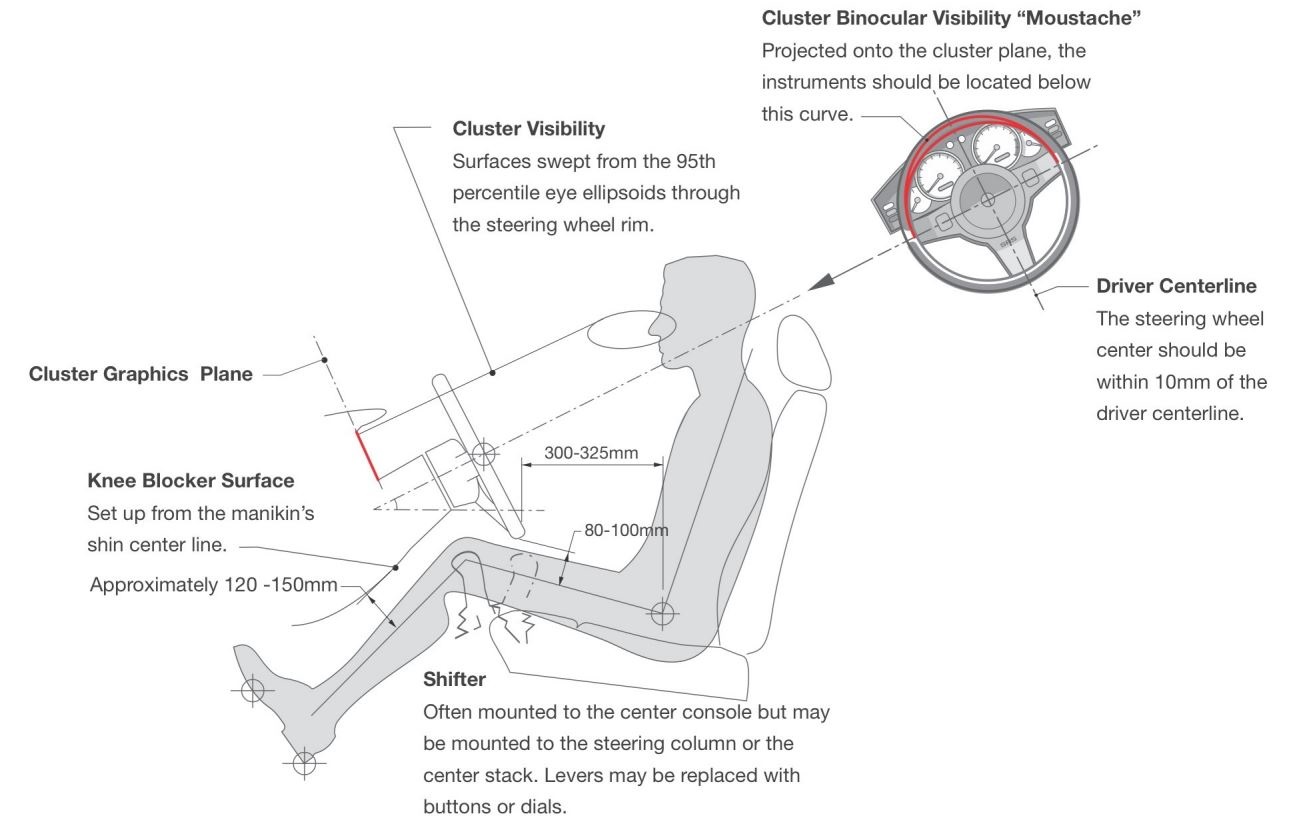 Cluster Binocular Visibility “Moustache”
Projected onto the cluster plane, the
instruments should be located below
this curve.
Cluster Visibility
Surfaces swept from the 95th
percentile eye ellipsoids through
the steering wheel rim.
SRS
Driver Centerline
The steering wheel
center should be
within 10mm of the
driver centerline.
Cluster Graphics Plane
300-325mm
Knee Blocker Surface
Set up from the manikin’s
shin center line.
80-100mm
Approximately 120 -150mm
Shifter
Often mounted to the center console but may
be mounted to the steering column or the
center stack. Levers may be replaced with
buttons or dials.